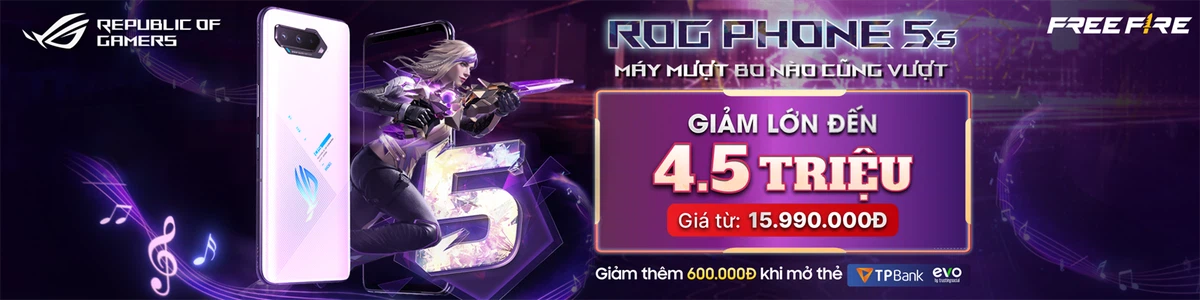 REPUBLIC OF
GAMERS
ROG PHONE 5s
FREE FIRE
MÁY MƯỢT BO NÀO CŨNG VƯỢT
GIẢM LỚN ĐẾN
4.5 TRIỆU
Giá từ: 15.990.000Đ
5
Giảm thêm 600.000Đ khi mở thẻ TPBank evo